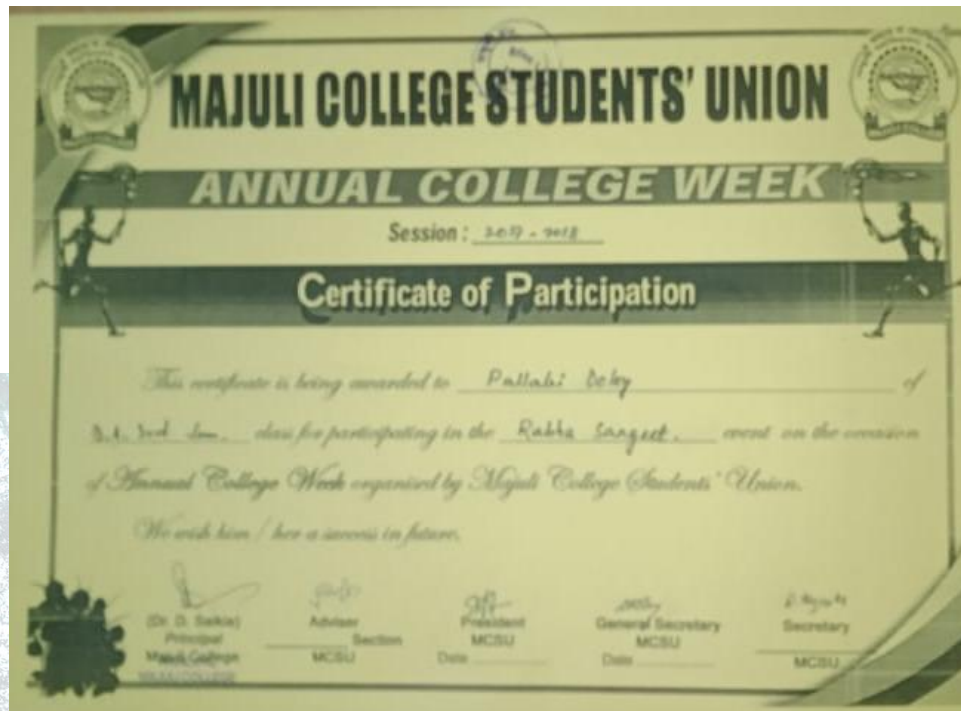 MAJULI COLLEGE STUDENTS' UNION
ANNUAL COLLEGE WEEK
Session : 2017 - 2018
Certificate of Participation
This certificate is being awarded to Pallabi Doley of
class for participating in the Rabha Sangeet. event on the occasion
of Annual College Week organised by Majuli College Students' Union.
We wish him / her a success in future.
(Dr. D. Saikia) Adviser President General Secretary Secretary
Principal Section MCSU MCSU
Majuli College MCSU Date Date MCSU